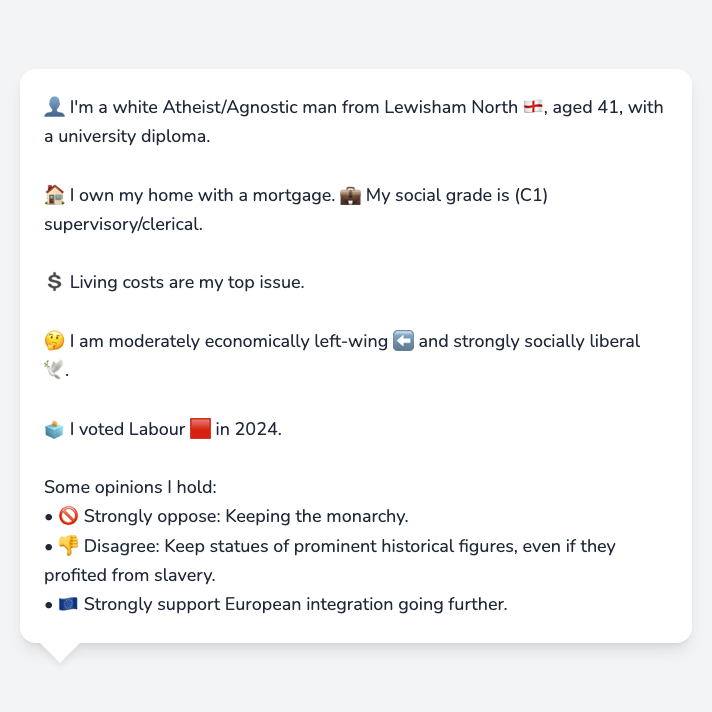 👤 I'm a white Atheist/Agnostic man from Lewisham North 🏴󠁧󠁢󠁥󠁮󠁧󠁿, aged 41, with
a university diploma.
🏠 I own my home with a mortgage. 💼 My social grade is (C1)
supervisory/clerical.
💲 Living costs are my top issue.
🤔 I am moderately economically left-wing ⬅️ and strongly socially liberal
🕊️.
🗳️ I voted Labour 🟥 in 2024.
Some opinions I hold:
• 🚫 Strongly oppose: Keeping the monarchy.
• 👎 Disagree: Keep statues of prominent historical figures, even if they
profited from slavery.
• 🇪🇺 Strongly support European integration going further.